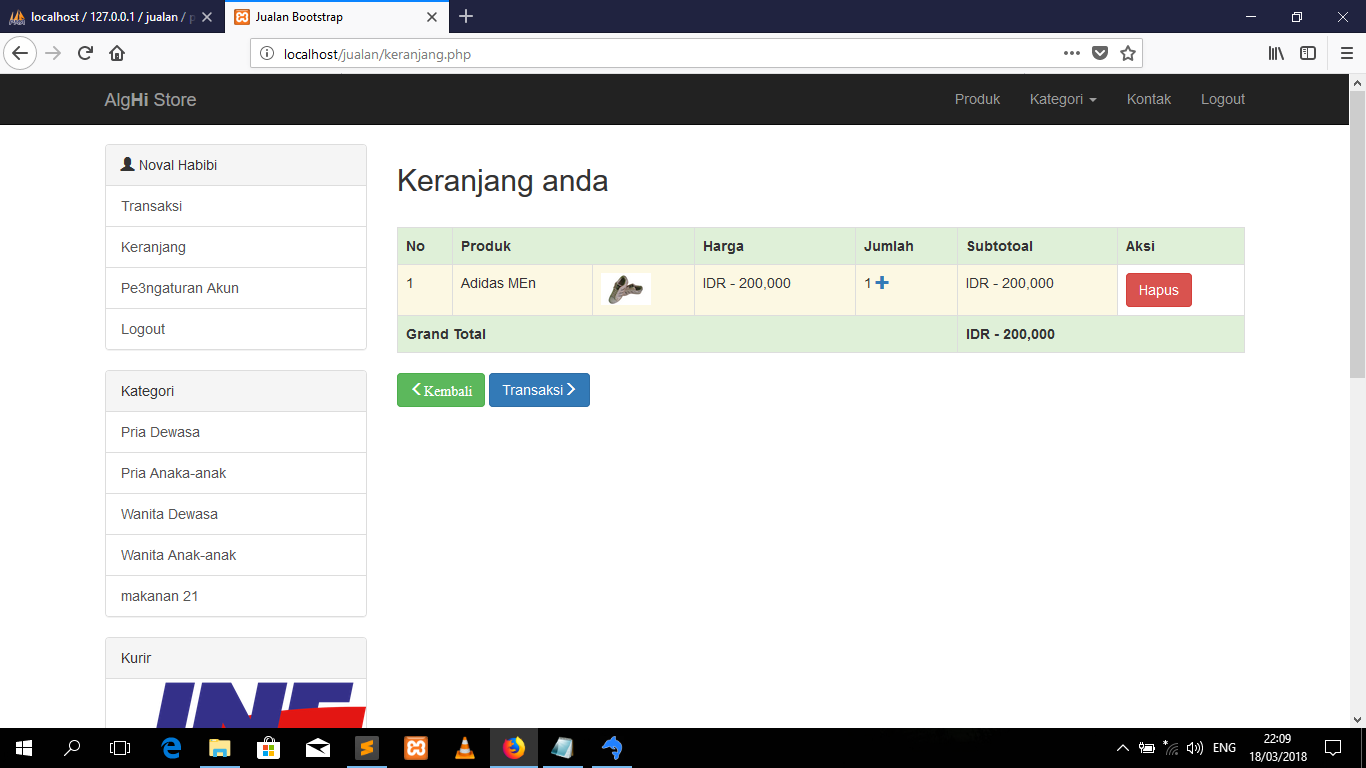 localhost / 127.0.0.1 / jualan / p
Jualan Bootstrap
localhost/jualan/keranjang.php
AlgHi Store
Produk Kategori Kontak Logout
Noval Habibi
Transaksi
Keranjang
Pe3ngaturan Akun
Logout
Kategori
Pria Dewasa
Pria Anaka-anak
Wanita Dewasa
Wanita Anak-anak
makanan 21
Kurir
Keranjang anda
No Produk Harga Jumlah Subtotoal Aksi
1 Adidas MEn IDR - 200,000 1 IDR - 200,000 Hapus
Grand Total IDR - 200,000
Kembali Transaksi
ENG
22:09
18/03/2018